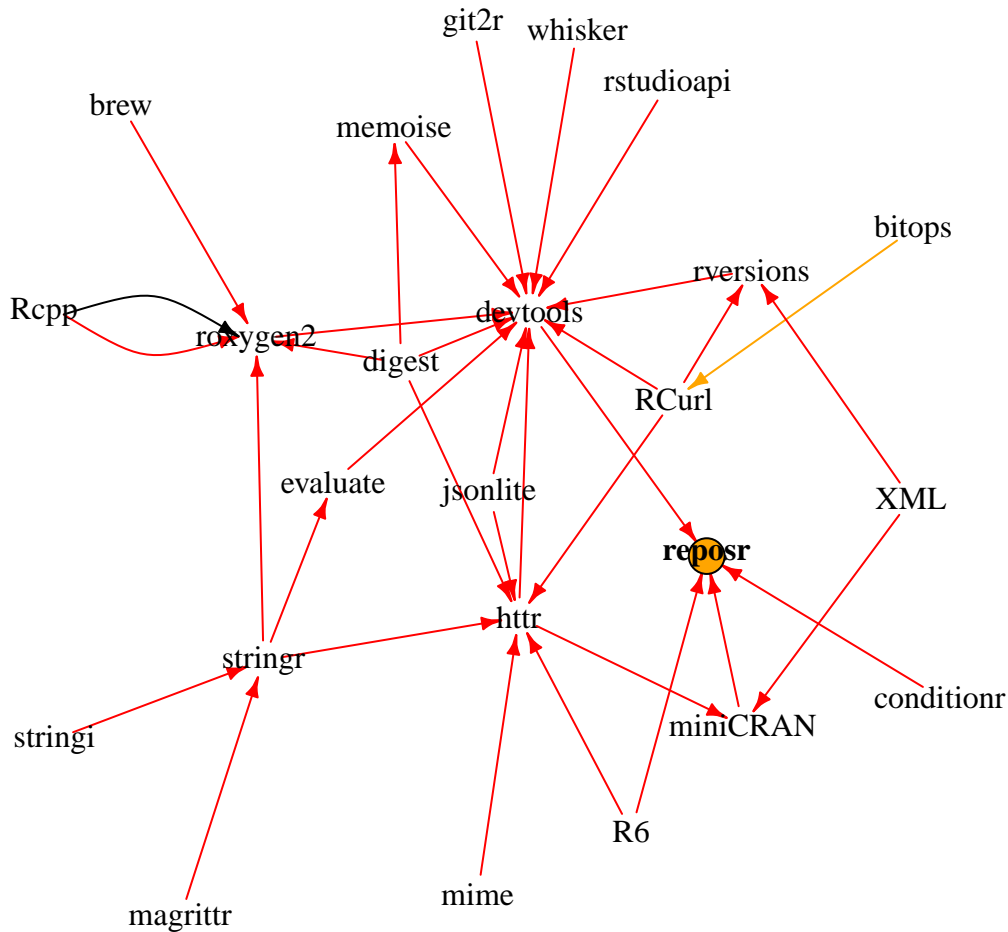 git2r
whisker
rstudioapi
brew
memoise
bitops
rversions
Rcpp
devtools
roxygen2
digest
RCurl
evaluate
jsonlite
XML
reposr
httr
stringr
conditionr
stringi
miniCRAN
R6
mime
magrittr